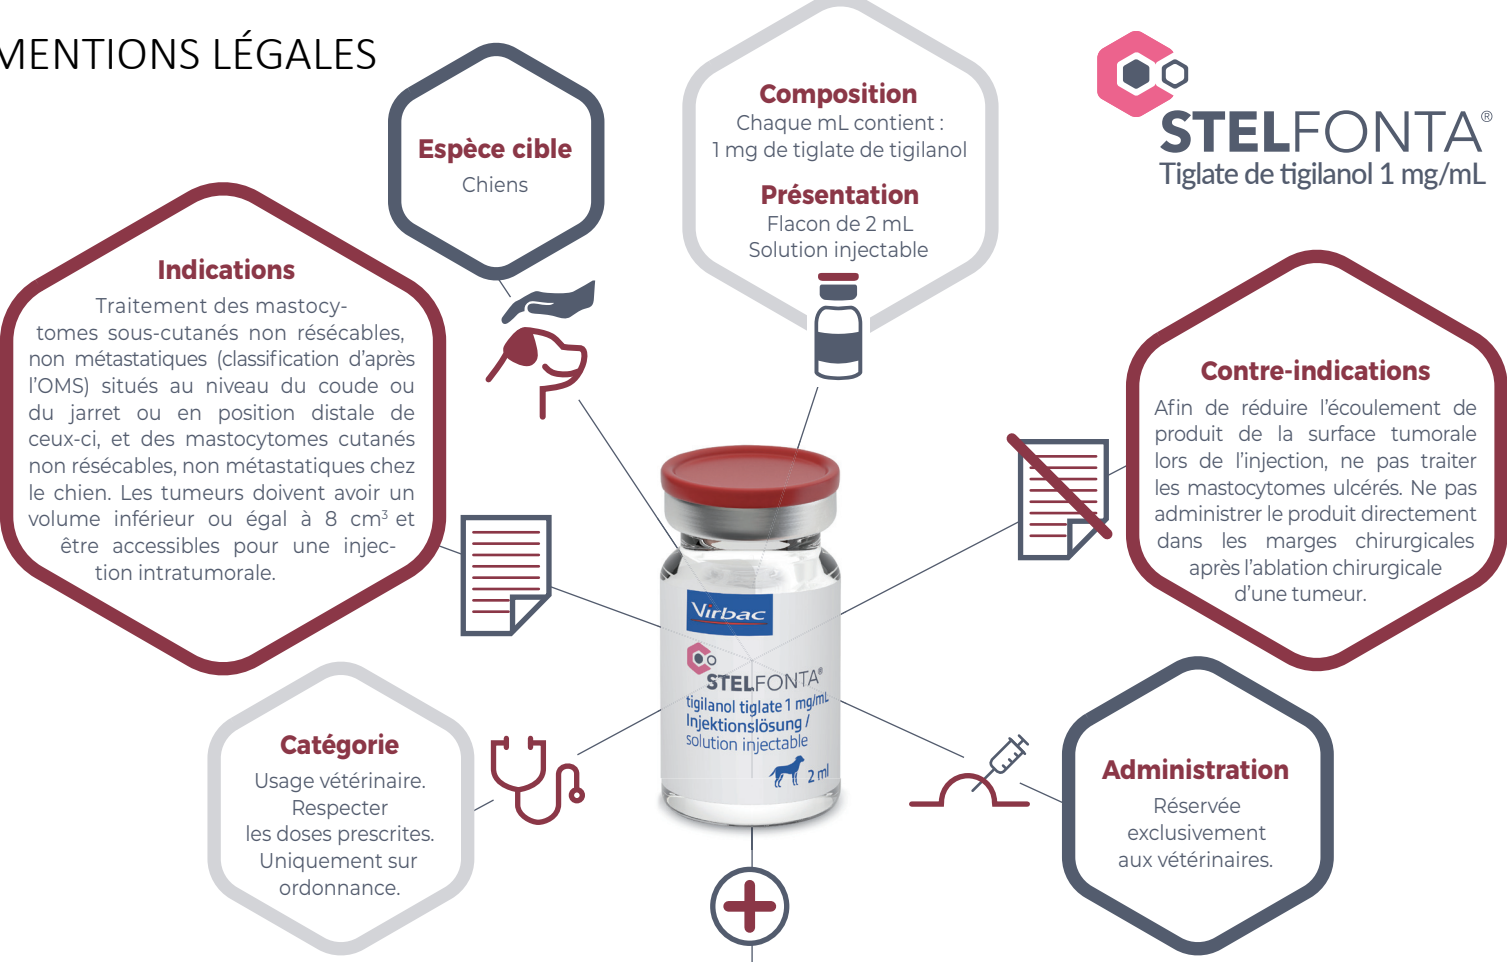 MENTIONS LÉGALES
Espèce cible
Chiens
Composition
Chaque mL contient :
1 mg de tiglate de tigilanol
Présentation
Flacon de 2 mL
Solution injectable
STELFONTA®
Tiglate de tigilanol 1 mg/mL
Indications
Traitement des mastocy-
tomes sous-cutanés non résécables,
non métastatiques (classification d’après
l’OMS) situés au niveau du coude ou
du jarret ou en position distale de
ceux-ci, et des mastocytomes cutanés
non résécables, non métastatiques chez
le chien. Les tumeurs doivent avoir un
volume inférieur ou égal à 8 cm³ et
être accessibles pour une injec-
tion intratumorale.
Contre-indications
Afin de réduire l’écoulement de
produit de la surface tumorale
lors de l’injection, ne pas traiter
les mastocytomes ulcérés. Ne pas
administrer le produit directement
dans les marges chirurgicales
après l’ablation chirurgicale
d’une tumeur.
Virbac
STELFONTA®
tigilanol tiglate 1 mg/mL
Injektionslösung /
solution injectable
2 ml
Catégorie
Usage vétérinaire.
Respecter
les doses prescrites.
Uniquement sur
ordonnance.
Administration
Réservée
exclusivement
aux vétérinaires.